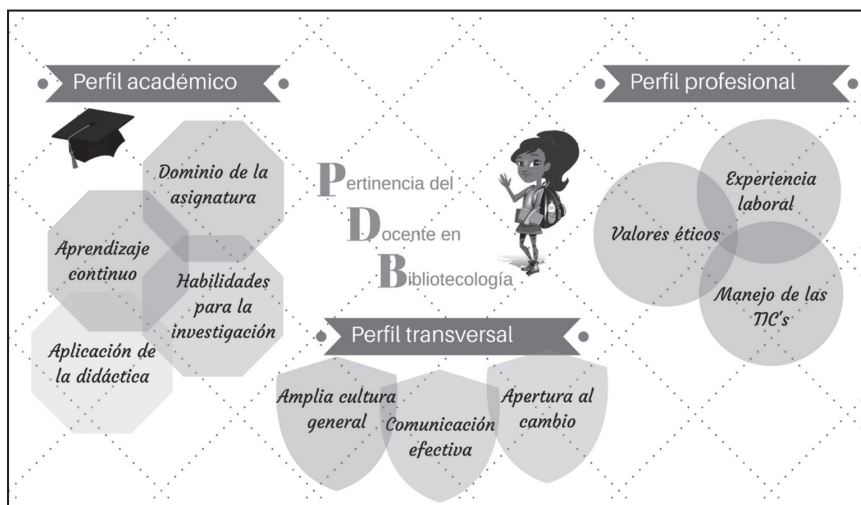 Perfil académico
Dominio de la
asignatura
Aprendizaje
continuo
Habilidades
para la
investigación
Aplicación de
la didáctica
Pertinencia del
Docente en
Bibliotecología
Perfil transversal
Amplia cultura
general
Comunicación
efectiva
Apertura al
cambio
Perfil profesional
Experiencia
laboral
Valores éticos
Manejo de las
TIC's